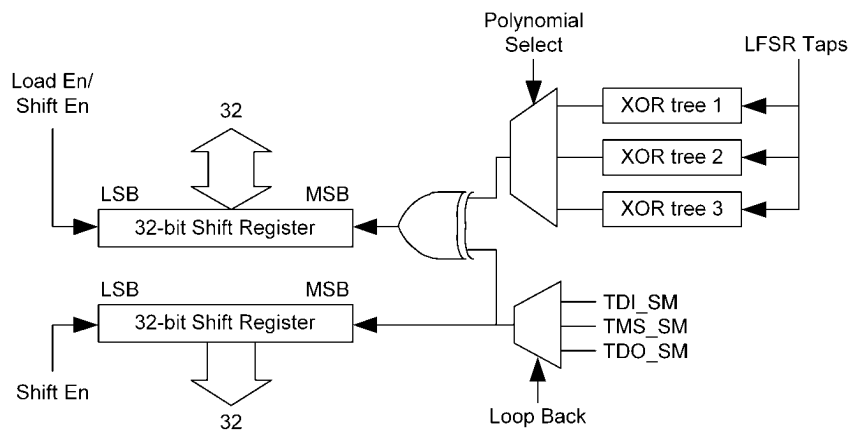 Polynomial
Select
LFSR Taps
Load En/
Shift En
32
XOR tree 1
XOR tree 2
XOR tree 3
LSB
MSB
32-bit Shift Register
LSB
MSB
32-bit Shift Register
TDI_SM
TMS_SM
TDO_SM
Shift En
32
Loop Back